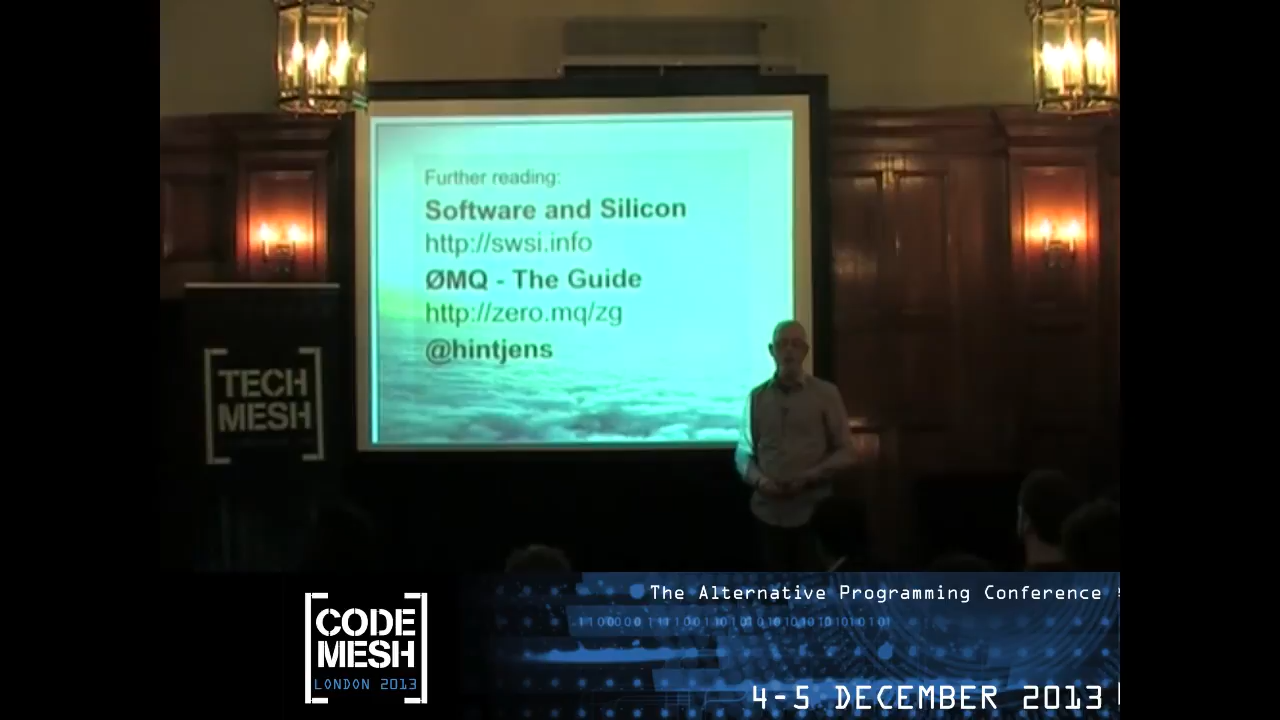 Further reading:
Software and Silicon
http://swsi.info
ØMQ - The Guide
http://zero.mq/zg
@hintjens
[TECH
MESH]
[CODE
MESH
LONDON 2013]
The Alternative Programming Conference
4-5 DECEMBER 2013